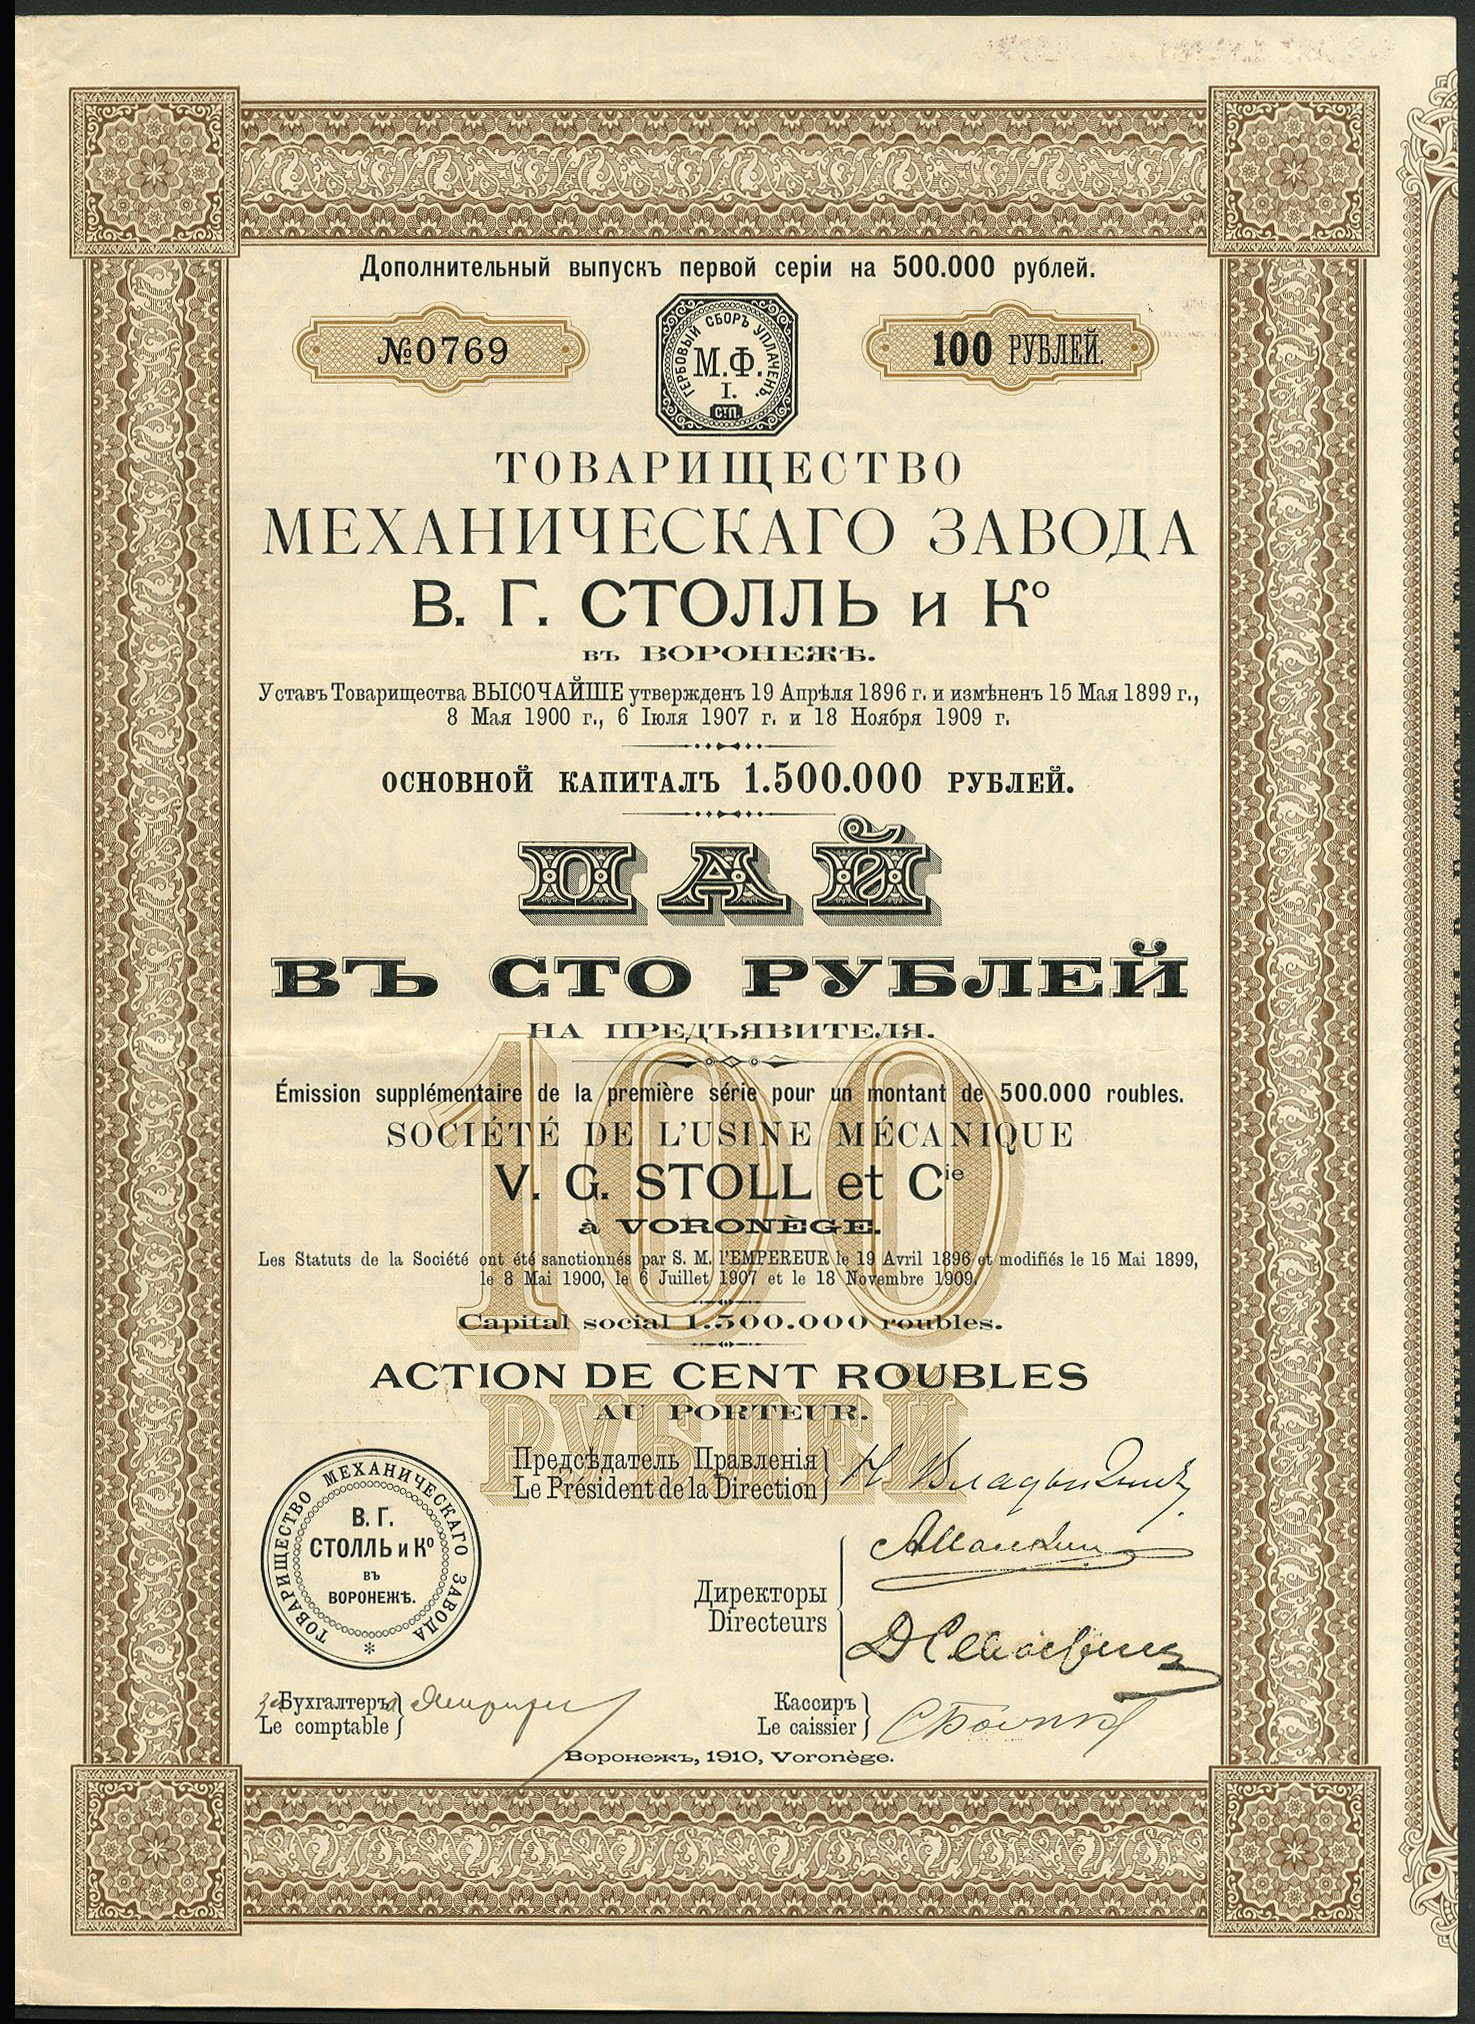 Дополнительный выпускъ первой серіи на 500.000 рублей.
№0769
ГЕРБОВЫЙ СБОРЪ УПЛАЧЕНЪ.
М.Ф.
I.
СТП.
100 РУБЛЕЙ.
ТОВАРИЩЕСТВО
МЕХАНИЧЕСКАГО ЗАВОДА
В. Г. СТОЛЛЬ и Кº
въ ВОРОНЕЖѢ.
Уставъ Товарищества ВЫСОЧАЙШЕ утвержденъ 19 Апрѣля 1896 г. и измѣненъ 15 Мая 1899 г.,
8 Мая 1900 г., 6 Іюля 1907 г. и 18 Ноября 1909 г.
ОСНОВНОЙ КАПИТАЛЪ 1.500.000 РУБЛЕЙ.
ПАЙ
ВЪ СТО РУБЛЕЙ
НА ПРЕДЪЯВИТЕЛЯ.
100
РУБЛЕЙ
Émission supplémentaire de la première série pour un montant de 500.000 roubles.
SOCIÉTÉ DE L'USINE MÉCANIQUE
V. G. STOLL et Cie
à VORONÈGE.
Les Statuts de la Société ont été sanctionnés par S. M. l'EMPEREUR le 19 Avril 1896 et modifiés le 15 Mai 1899,
le 8 Mai 1900, le 6 Juillet 1907 et le 18 Novembre 1909.
Capital social 1.500.000 roubles.
ACTION DE CENT ROUBLES
AU PORTEUR.
Предсѣдатель Правленія
Le Président de la Direction
ТОВАРИЩЕСТВО МЕХАНИЧЕСКАГО ЗАВОДА
В. Г.
СТОЛЛЬ и Кº
въ
ВОРОНЕЖѢ.
Директоры
Directeurs
Бухгалтеръ
Le comptable
Кассиръ
Le caissier
Воронежъ, 1910, Voronège.